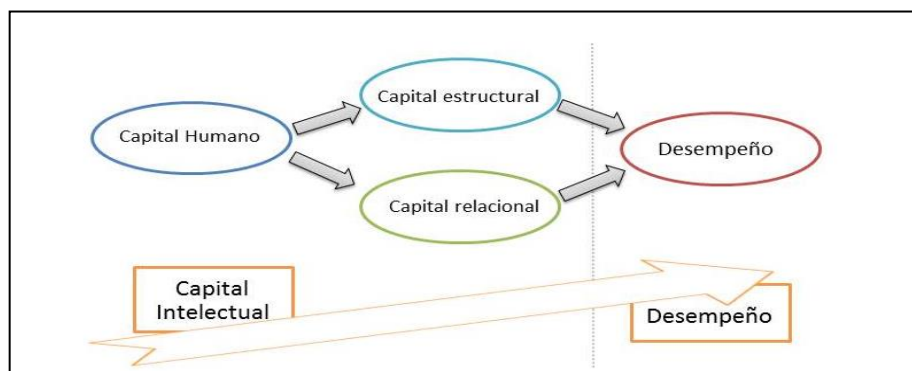 Capital estructural
Capital Humano
Desempeño
Capital relacional
Capital
Intelectual
Desempeño